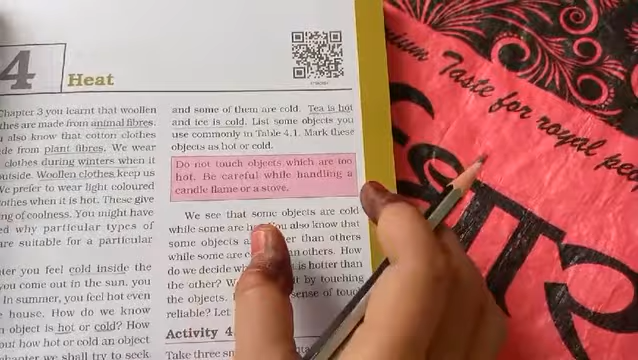 4
Heat
Chapter 3 you learnt that woollen
are made from animal fibres.
also know that cotton clothes
from plant fibres. We wear
clothes during winters when it
outside. Woollen clothes keep us
We prefer to wear light coloured
when it is hot. These give
of coolness. You might have
why particular types of
are suitable for a particular
you feel cold inside the
you come out in the sun, you
In summer, you feel hot even
house. How do we know
object is hot or cold? How
how hot or cold an object
chapter we shall try to seek
and some of them are cold. Tea is hot
and ice is cold. List some objects you
use commonly in Table 4.1. Mark these
objects as hot or cold.
Do not touch objects which are too
hot. Be careful while handling a
candle flame or a stove.
We see that some objects are cold
while some are You also know that
some objects than others
while some are than others. How
do we decide is hotter than
the other? by touching
the objects. sense of
reliable? Let
Activity 4.
Take three
Taste for royal